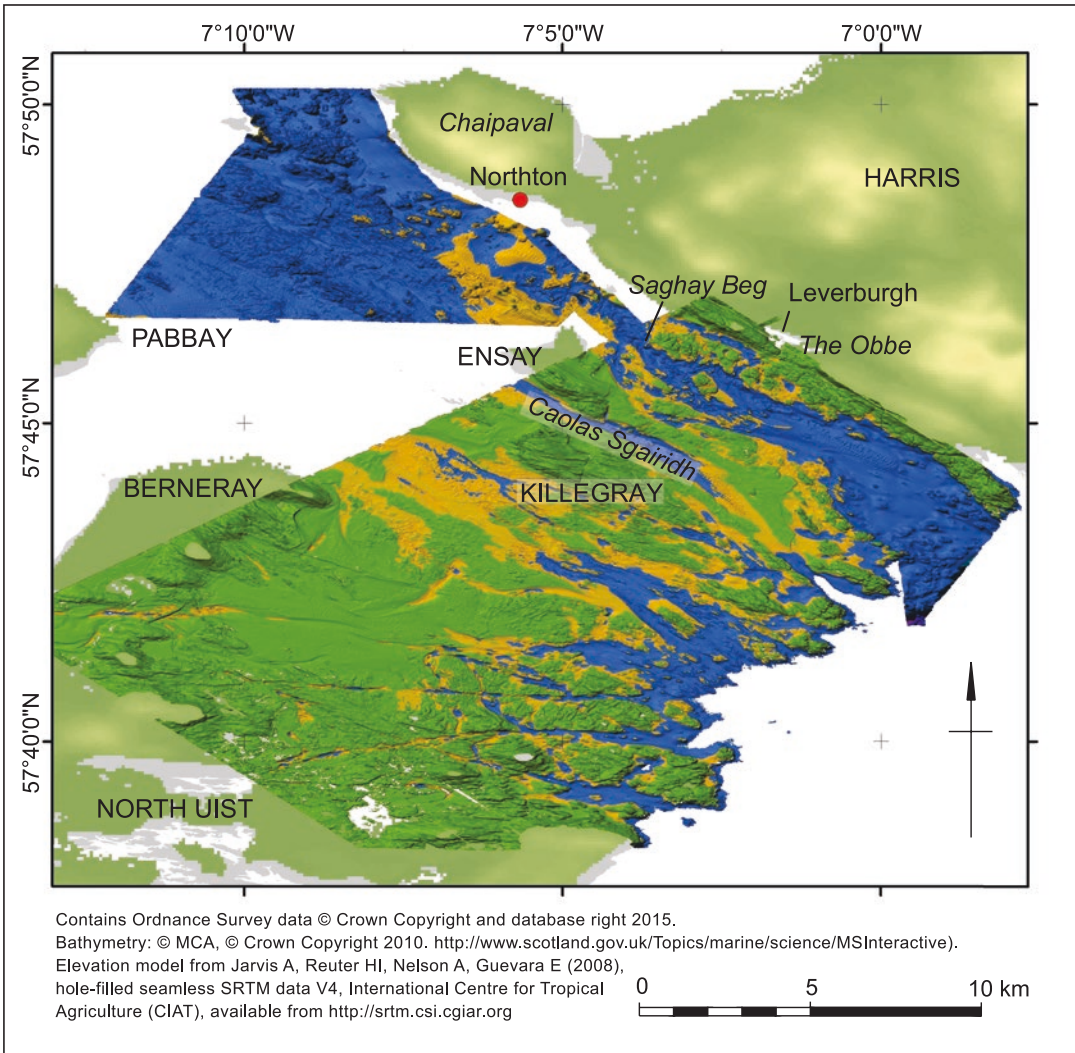 7°10'0"W 7°5'0"W 7°0'0"W
57°50'0"N
Chaipaval
Northton
HARRIS
Saghay Beg
Leverburgh
PABBAY
ENSAY
The Obbe
57°45'0"N
Caolas Sgairidh
BERNERAY
KILLEGRAY
57°40'0"N
NORTH UIST
Contains Ordnance Survey data © Crown Copyright and database right 2015.
Bathymetry: © MCA, © Crown Copyright 2010. http://www.scotland.gov.uk/Topics/marine/science/MSInteractive).
Elevation model from Jarvis A, Reuter HI, Nelson A, Guevara E (2008),
hole-filled seamless SRTM data V4, International Centre for Tropical
Agriculture (CIAT), available from http://srtm.csi.cgiar.org
0 5 10 km